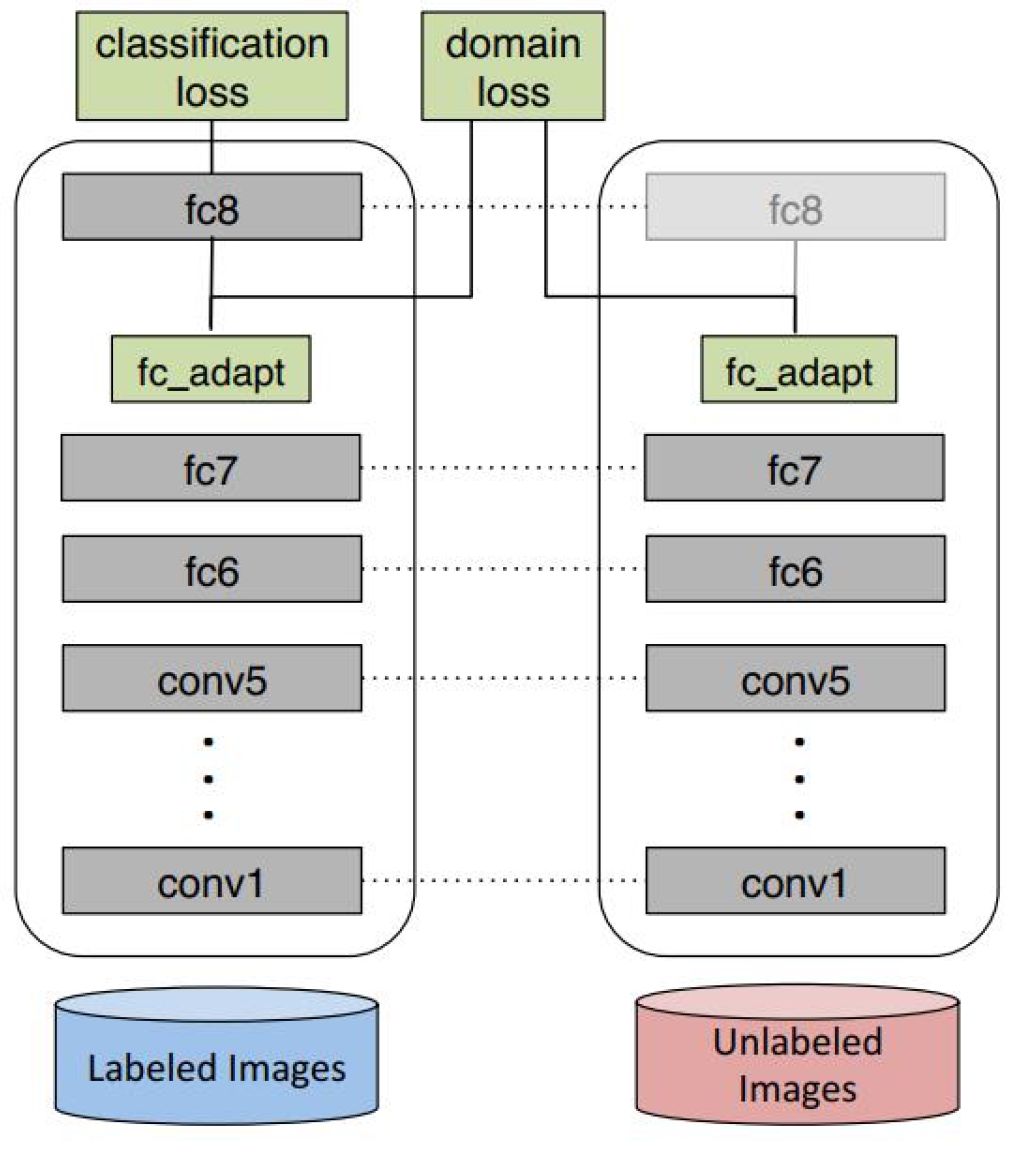 classification
loss
domain
loss
fc8
fc8
fc_adapt
fc_adapt
fc7
fc7
fc6
fc6
conv5
conv5
conv1
conv1
Labeled Images
Unlabeled
Images